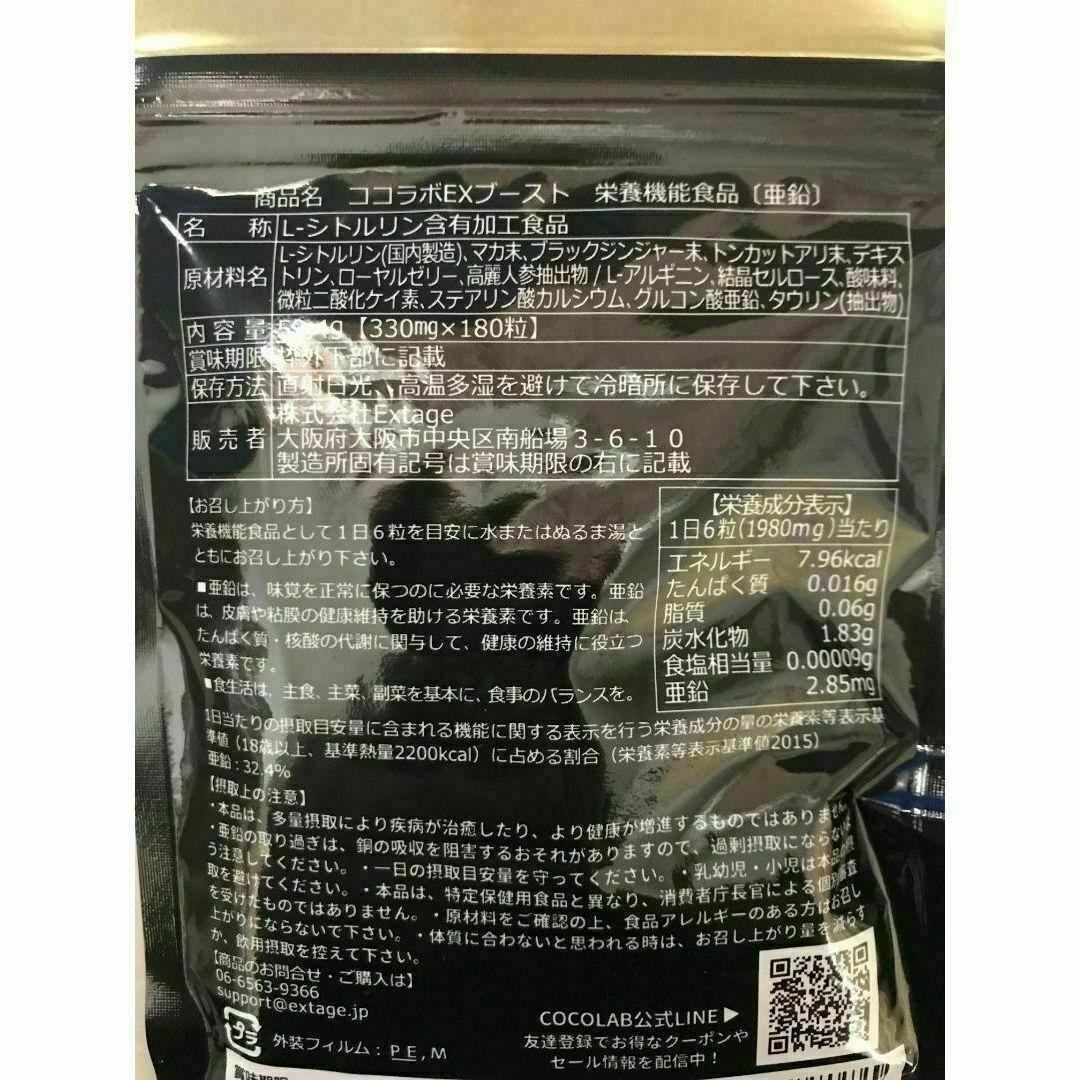 商品名 ココラボEXブースト 栄養機能食品〔亜鉛〕
名 称 L-シトルリン含有加工食品
原材料名 L-シトルリン(国内製造)、マカ末、ブラックジンジャー末、トンカットアリ末、デキス
トリン、ローヤルゼリー、高麗人参抽出物/L-アルギニン、結晶セルロース、酸味料、
微粒二酸化ケイ素、ステアリン酸カルシウム、グルコン酸亜鉛、タウリン(抽出物)
内容量 g【330mg×180粒】
賞味期限 枠外下部に記載
保存方法 直射日光、高温多湿を避けて冷暗所に保存して下さい。
販売者 株式会社Extage
大阪府大阪市中央区南船場3-6-10
製造所固有記号は賞味期限の右に記載
【お召し上がり方】
栄養機能食品として1日6粒を目安に水またはぬるま湯と
ともにお召し上がり下さい。
■亜鉛は、味覚を正常に保つのに必要な栄養素です。亜鉛
は、皮膚や粘膜の健康維持を助ける栄養素です。亜鉛は、
たんぱく質・核酸の代謝に関与して、健康の維持に役立つ
栄養素です。
■食生活は、主食、主菜、副菜を基本に、食事のバランスを。
【栄養成分表示】
1日6粒(1980mg)当たり
エネルギー 7.96kcal
たんぱく質 0.016g
脂質 0.06g
炭水化物 1.83g
食塩相当量 0.00009g
亜鉛 2.85mg
1日当たりの摂取目安量に含まれる機能に関する表示を行う栄養成分の量の栄養素等表示基
準値(18歳以上、基準熱量2200kcal)に占める割合(栄養素等表示基準値2015)
亜鉛:32.4%
【摂取上の注意】
・本品は、多量摂取により疾病が治癒したり、より健康が増進するものではありません。
・亜鉛の取り過ぎは、銅の吸収を阻害するおそれがありますので、過剰摂取にならないよ
う注意してください。・一日の摂取目安量を守ってください。・乳幼児・小児は本品の摂
取を避けてください。・本品は、特定保健用食品と異なり、消費者庁長官による個別審査
を受けたものではありません。・原材料をご確認の上、食品アレルギーのある方はお召し
上がりにならないで下さい。・体質に合わないと思われる時は、お召し上がり量を減らす
か、飲用摂取を控えて下さい。
【商品のお問合せ・ご購入は】
06-6563-9366
support@extage.jp
プラ 外装フィルム:PE,M
COCOLAB公式LINE▶
友達登録でお得なクーポンや
セール情報を配信中!
賞味期限